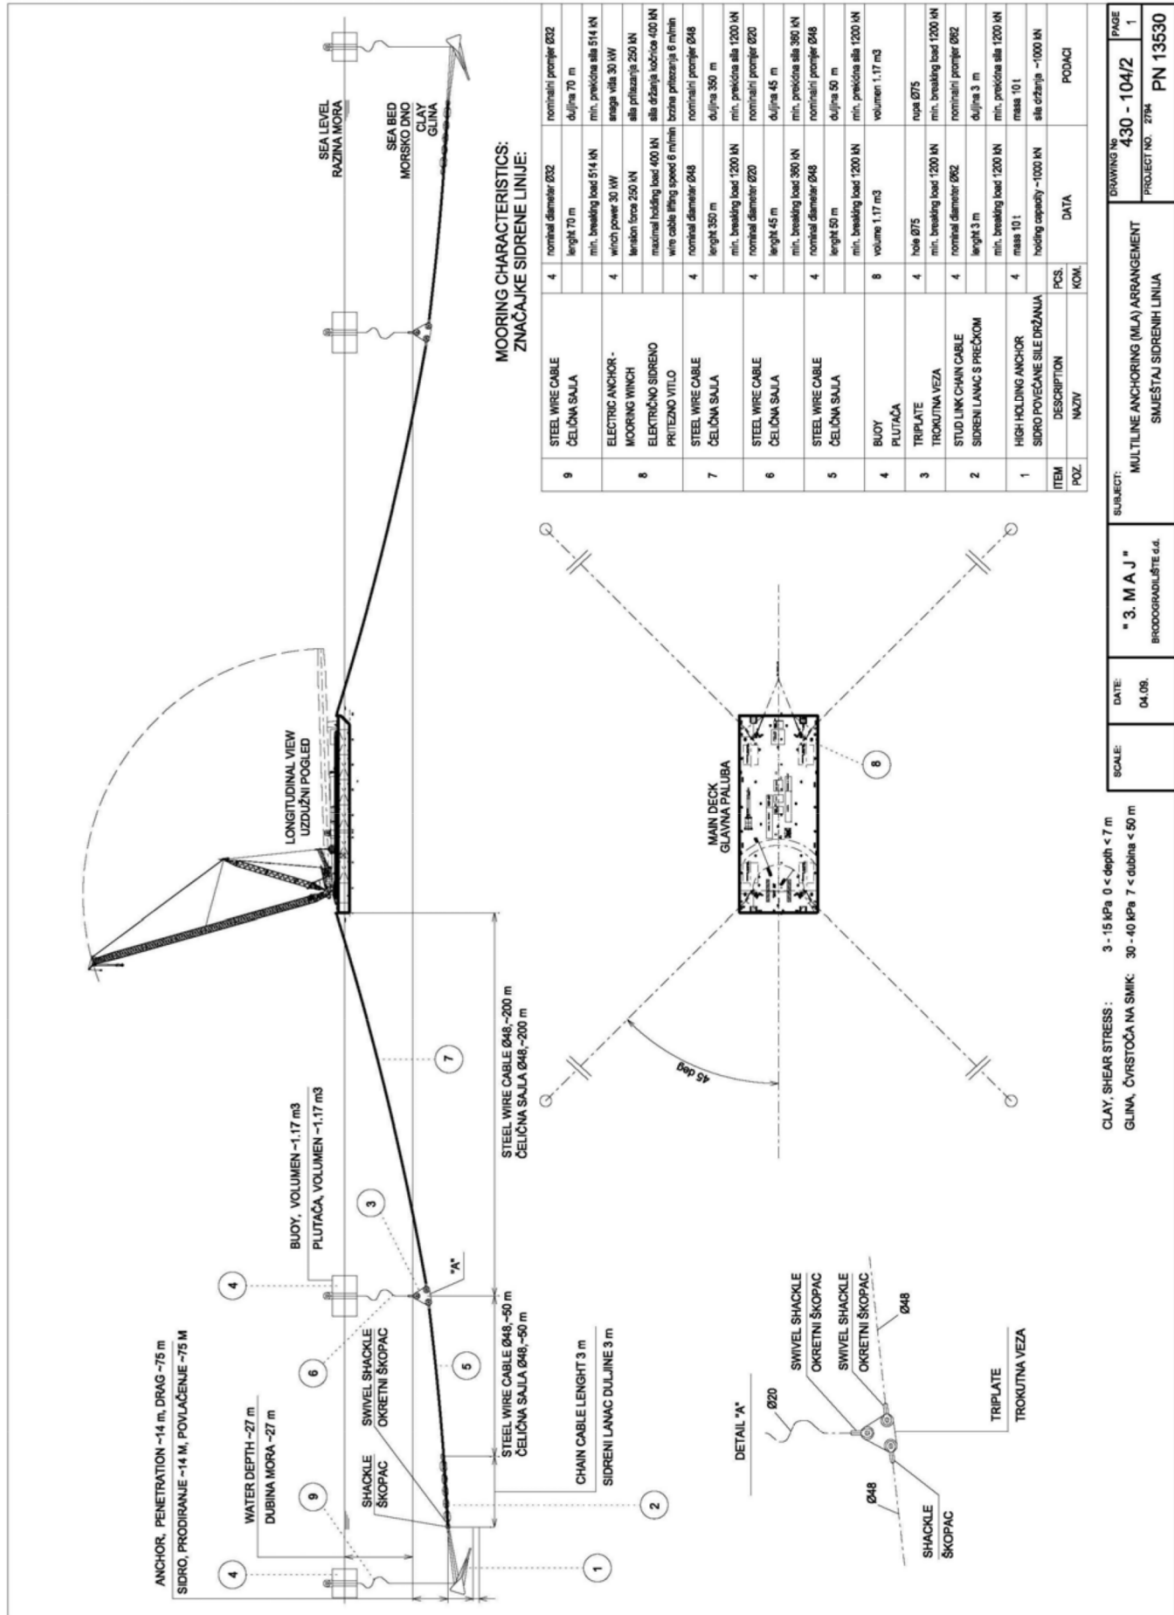 SEA LEVEL
RAZINA MORA
SEA BED
MORSKO DNO
CLAY
GLINA
LONGITUDINAL VIEW
UZDUŽNI POGLED
ANCHOR, PENETRATION ~14 m, DRAG ~75 m
SIDRO, PRODIRANJE ~14 M, POVLAČENJE ~75 M
BUOY, VOLUMEN ~1.17 m3
PLUTAČA, VOLUMEN ~1.17 m3
WATER DEPTH ~27 m
DUBINA MORA ~27 m
4
9
4
6
3
7
"A"
SHACKLE
ŠKOPAC
SWIVEL SHACKLE
OKRETNI ŠKOPAC
5
1
2
STEEL WIRE CABLE Ø48,~50 m
ČELIČNA SAJLA Ø48,~50 m
STEEL WIRE CABLE Ø48,~200 m
ČELIČNA SAJLA Ø48,~200 m
CHAIN CABLE LENGHT 3 m
SIDRENI LANAC DULJINE 3 m
DETAIL "A"
Ø20
SWIVEL SHACKLE
OKRETNI ŠKOPAC
SWIVEL SHACKLE
OKRETNI ŠKOPAC
Ø48
Ø48
SHACKLE
ŠKOPAC
TRIPLATE
TROKUTNA VEZA
MAIN DECK
GLAVNA PALUBA
45 deg
8
MOORING CHARACTERISTICS:
ZNAČAJKE SIDRENE LINIJE:
9 STEEL WIRE CABLE 4 nominal diameter Ø32 nominalni promjer Ø32
ČELIČNA SAJLA lenght 70 m duljina 70 m
min. breaking load 514 kN min. prekidna sila 514 kN
8 ELECTRIC ANCHOR - 4 winch power 30 kW snaga vitla 30 kW
MOORING WINCH tension force 250 kN sila pritezanja 250 kN
ELEKTRIČNO SIDRENO maximal holding load 400 kN sila držanja kočnice 400 kN
PRITEZNO VITLO wire cable lifting speed 6 m/min brzina pritezanja 6 m/min
7 STEEL WIRE CABLE 4 nominal diameter Ø48 nominalni promjer Ø48
ČELIČNA SAJLA lenght 350 m duljina 350 m
min. breaking load 1200 kN min. prekidna sila 1200 kN
6 STEEL WIRE CABLE 4 nominal diameter Ø20 nominalni promjer Ø20
ČELIČNA SAJLA lenght 45 m duljina 45 m
min. breaking load 360 kN min. prekidna sila 360 kN
5 STEEL WIRE CABLE 4 nominal diameter Ø48 nominalni promjer Ø48
ČELIČNA SAJLA lenght 50 m duljina 50 m
min. breaking load 1200 kN min. prekidna sila 1200 kN
4 BUOY 8 volume 1.17 m3 volumen 1.17 m3
PLUTAČA
3 TRIPLATE 4 hole Ø75 rupa Ø75
TROKUTNA VEZA min. breaking load 1200 kN min. breaking load 1200 kN
2 STUD LINK CHAIN CABLE 4 nominal diameter Ø62 nominalni promjer Ø62
SIDRENI LANAC S PREČKOM lenght 3 m duljina 3 m
min. breaking load 1200 kN min. prekidna sila 1200 kN
1 HIGH HOLDING ANCHOR 4 mass 10 t masa 10 t
SIDRO POVEČANE SILE DRŽANJA holding capacity ~1000 kN sila držanja ~1000 kN
ITEM DESCRIPTION PCS. DATA PODACI
POZ. NAZIV KOM.
CLAY, SHEAR STRESS : 3 - 15 kPa 0 < depth < 7 m
GLINA, ČVRSTOČA NA SMIK: 30 - 40 kPa 7 < dubina < 50 m
SCALE:
DATE:
04.09.
" 3. M A J "
BRODOGRADILIŠTE d.d.
SUBJECT:
MULTILINE ANCHORING (MLA) ARRANGEMENT
SMJEŠTAJ SIDRENIH LINIJA
DRAWING No
430 - 104/2
PAGE
1
PROJECT NO. 2794
PN 13530